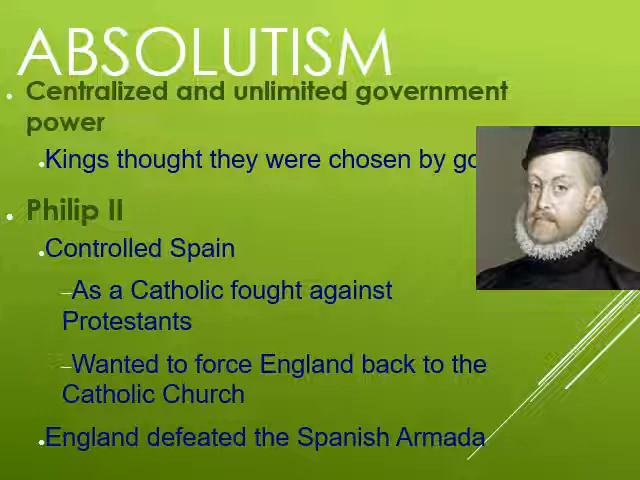 ABSOLUTISM
• Centralized and unlimited government
power
•Kings thought they were chosen by go
• Philip II
•Controlled Spain
–As a Catholic fought against
Protestants
–Wanted to force England back to the
Catholic Church
•England defeated the Spanish Armada